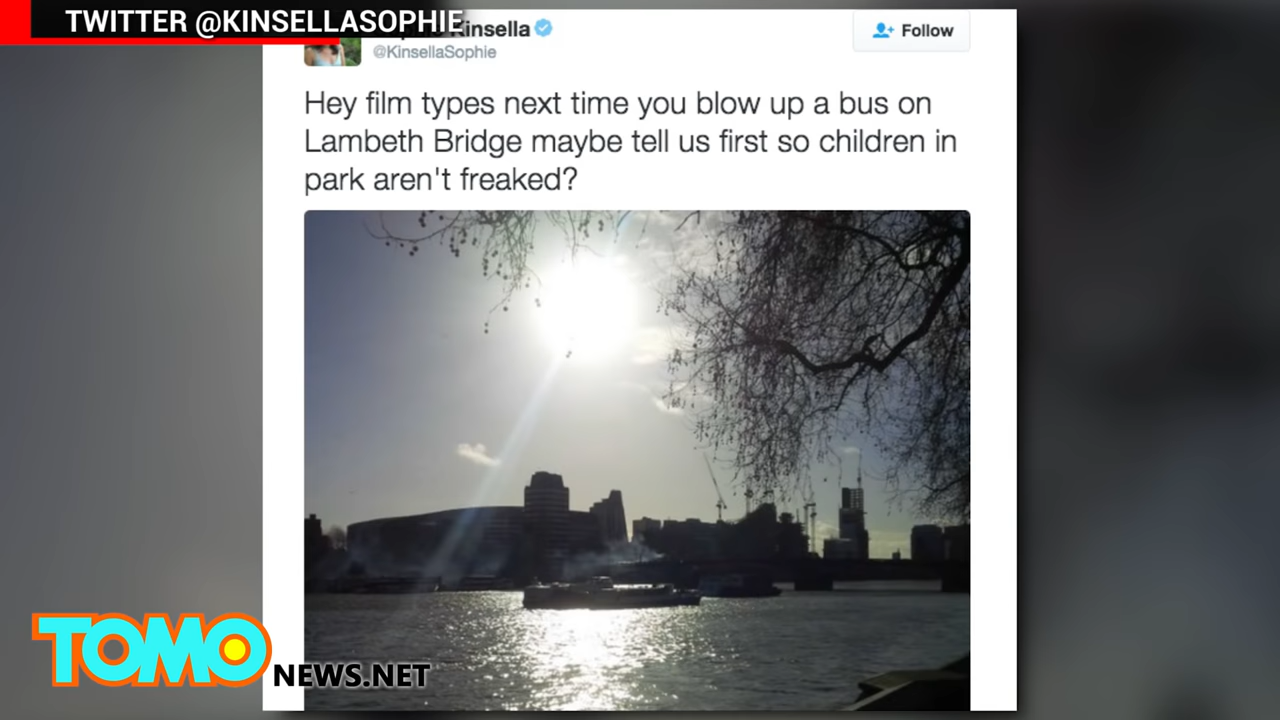 TWITTER @KINSELLASOPHIE
Kinsella
@KinsellaSophie
Follow
Hey film types next time you blow up a bus on
Lambeth Bridge maybe tell us first so children in
park aren't freaked?
TOMO
NEWS.NET